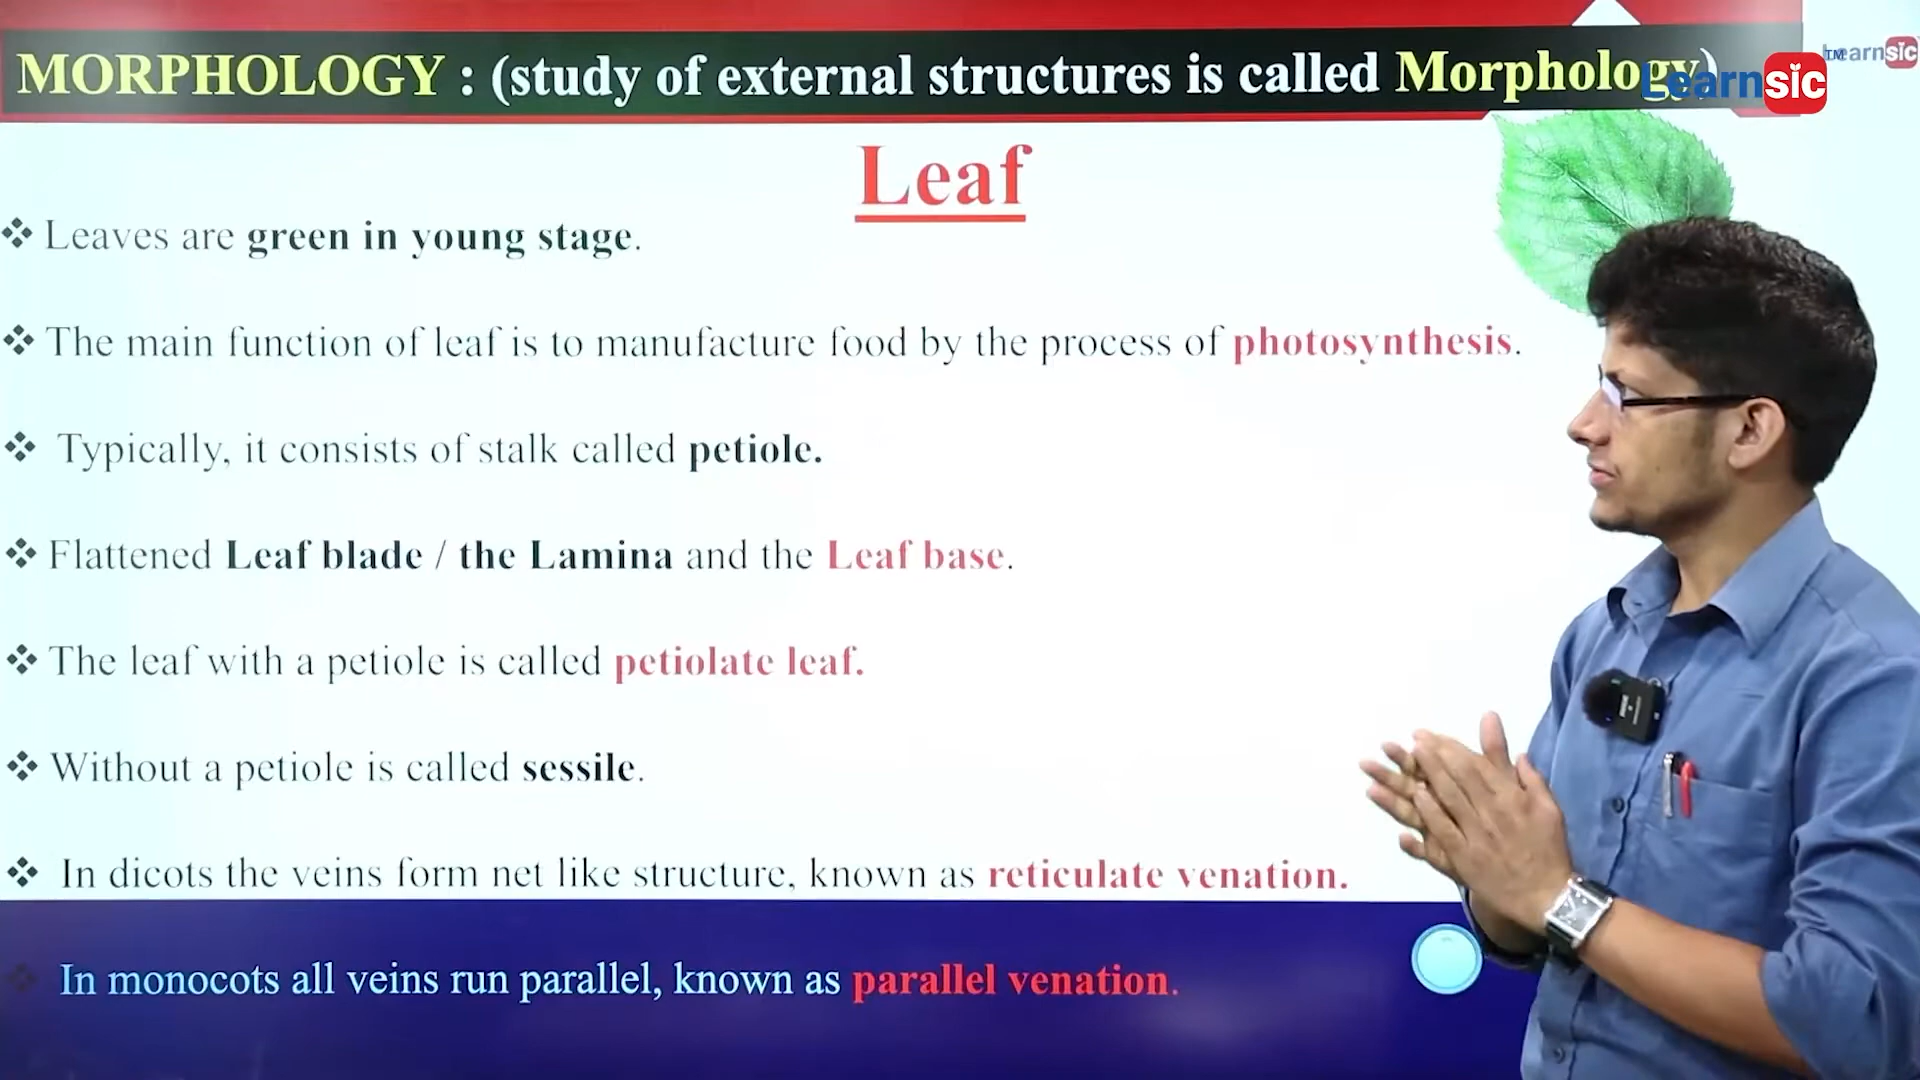 MORPHOLOGY : (study of external structures is called Morphology)
Learnsic™
Learnsic
Leaf
❖ Leaves are green in young stage.
❖ The main function of leaf is to manufacture food by the process of photosynthesis.
❖ Typically, it consists of stalk called petiole.
❖ Flattened Leaf blade / the Lamina and the Leaf base.
❖ The leaf with a petiole is called petiolate leaf.
❖ Without a petiole is called sessile.
❖ In dicots the veins form net like structure, known as reticulate venation.
❖ In monocots all veins run parallel, known as parallel venation.